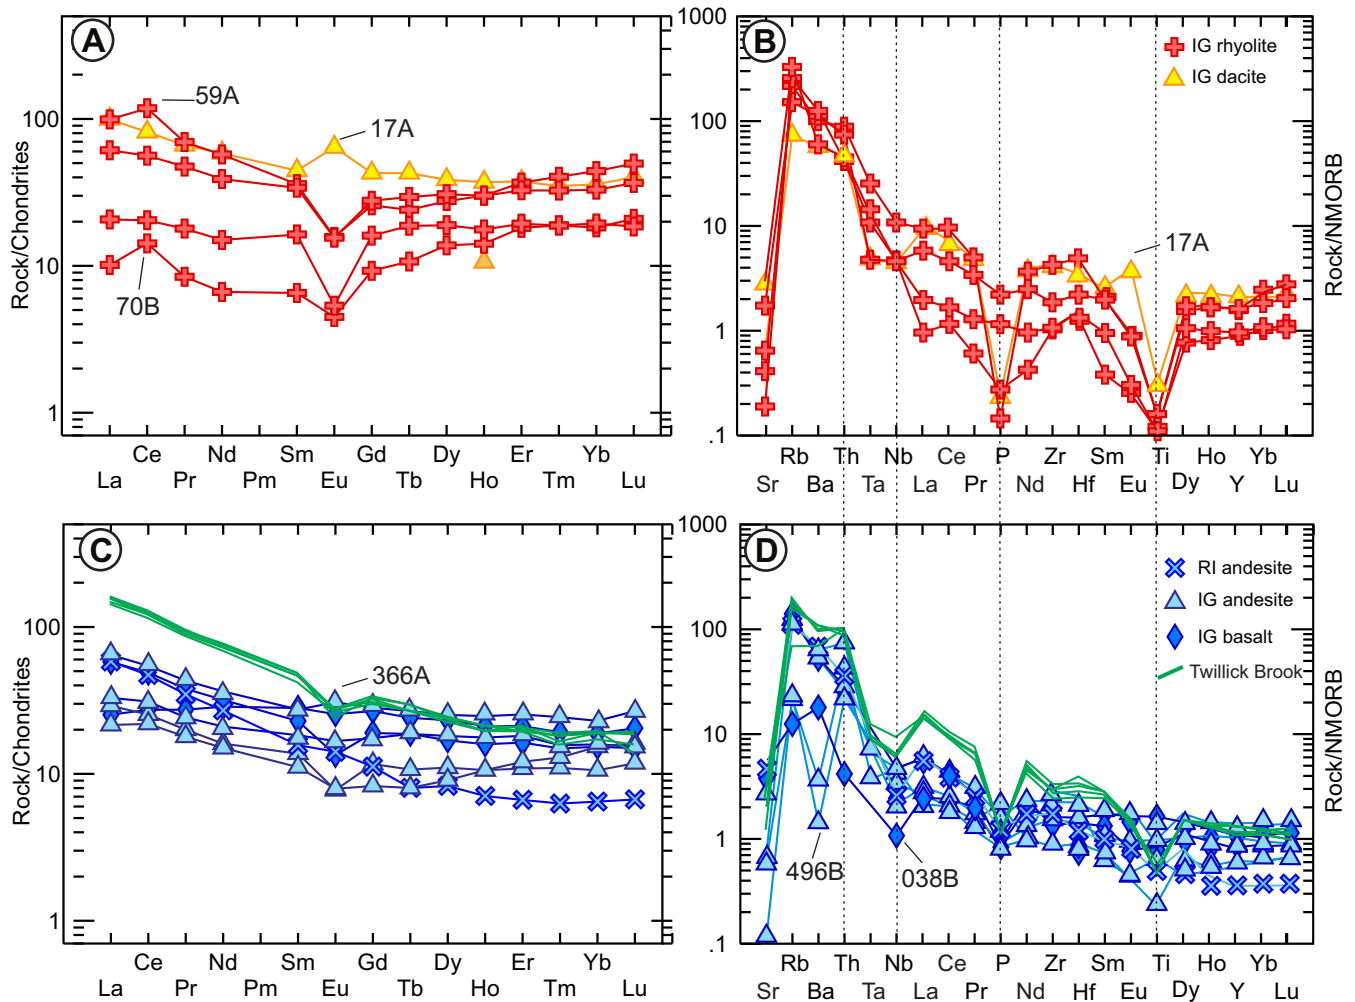 A
Rock/Chondrites
100
10
1
59A
17A
70B
Ce Nd Sm Gd Dy Er Yb
La Pr Pm Eu Tb Ho Tm Lu
B
1000
100
10
1
.1
IG rhyolite
IG dacite
17A
Rock/NMORB
Rb Th Nb Ce P Zr Sm Ti Ho Yb
Sr Ba Ta La Pr Nd Hf Eu Dy Y Lu
C
Rock/Chondrites
100
10
1
366A
Ce Nd Sm Gd Dy Er Yb
La Pr Pm Eu Tb Ho Tm Lu
D
1000
100
10
1
.1
RI andesite
IG andesite
IG basalt
Twillick Brook
496B
038B
Rock/NMORB
Rb Th Nb Ce P Zr Sm Ti Ho Yb
Sr Ba Ta La Pr Nd Hf Eu Dy Y Lu